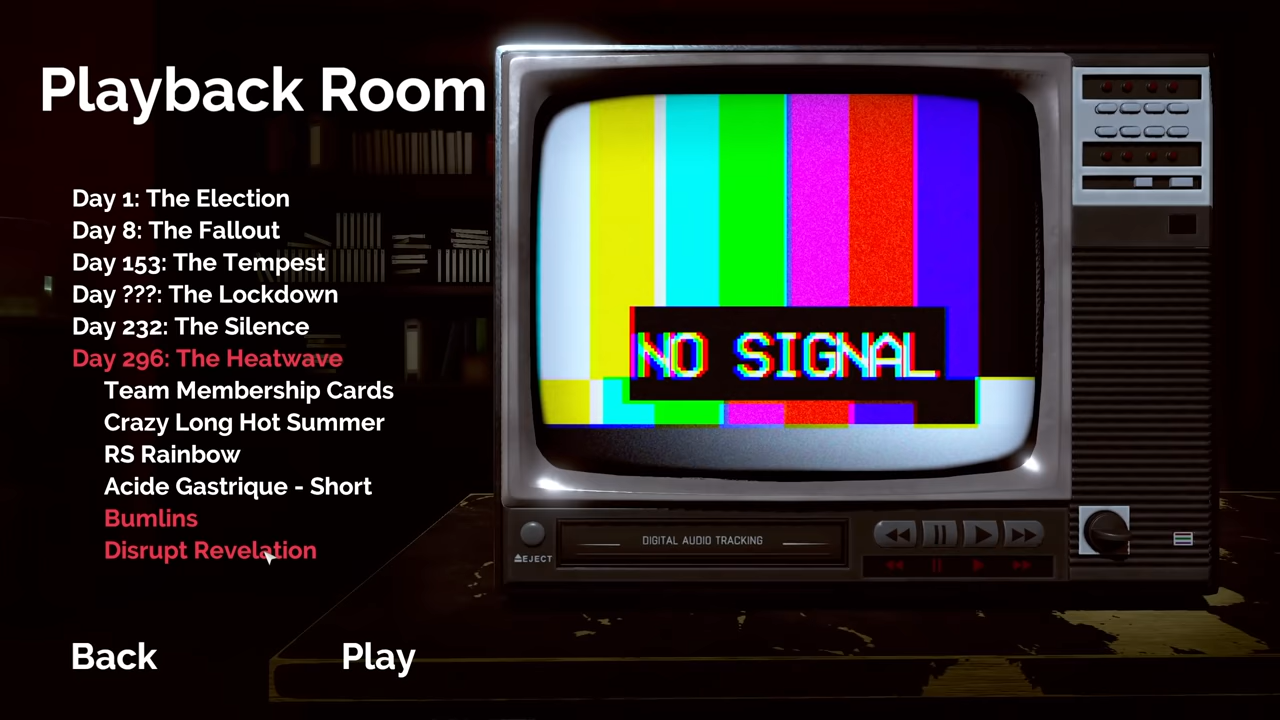 Playback Room
Day 1: The Election
Day 8: The Fallout
Day 153: The Tempest
Day ???: The Lockdown
Day 232: The Silence
Day 296: The Heatwave
Team Membership Cards
Crazy Long Hot Summer
RS Rainbow
Acide Gastrique - Short
Bumlins
Disrupt Revelation
Back
Play
NO SIGNAL
EJECT
DIGITAL AUDIO TRACKING